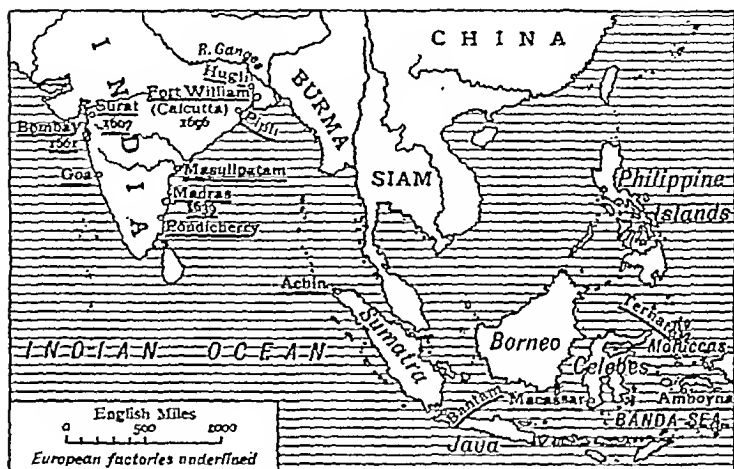 CHINA
R. Ganges
INDIA
Hugli
Fort William
(Calcutta)
1696
Pipli
BURMA
Surat
1607
Bombay
1661
Goa
Masulipatam
Madras
1639
Pondicherry
SIAM
Philippine
Islands
Achin
Sumatra
Borneo
Ternate
Moluccas
Celebes
Amboyna
INDIAN OCEAN
Bantam
Macassar
BANDA SEA
Java
English Miles
0 500 1000
European factories underlined